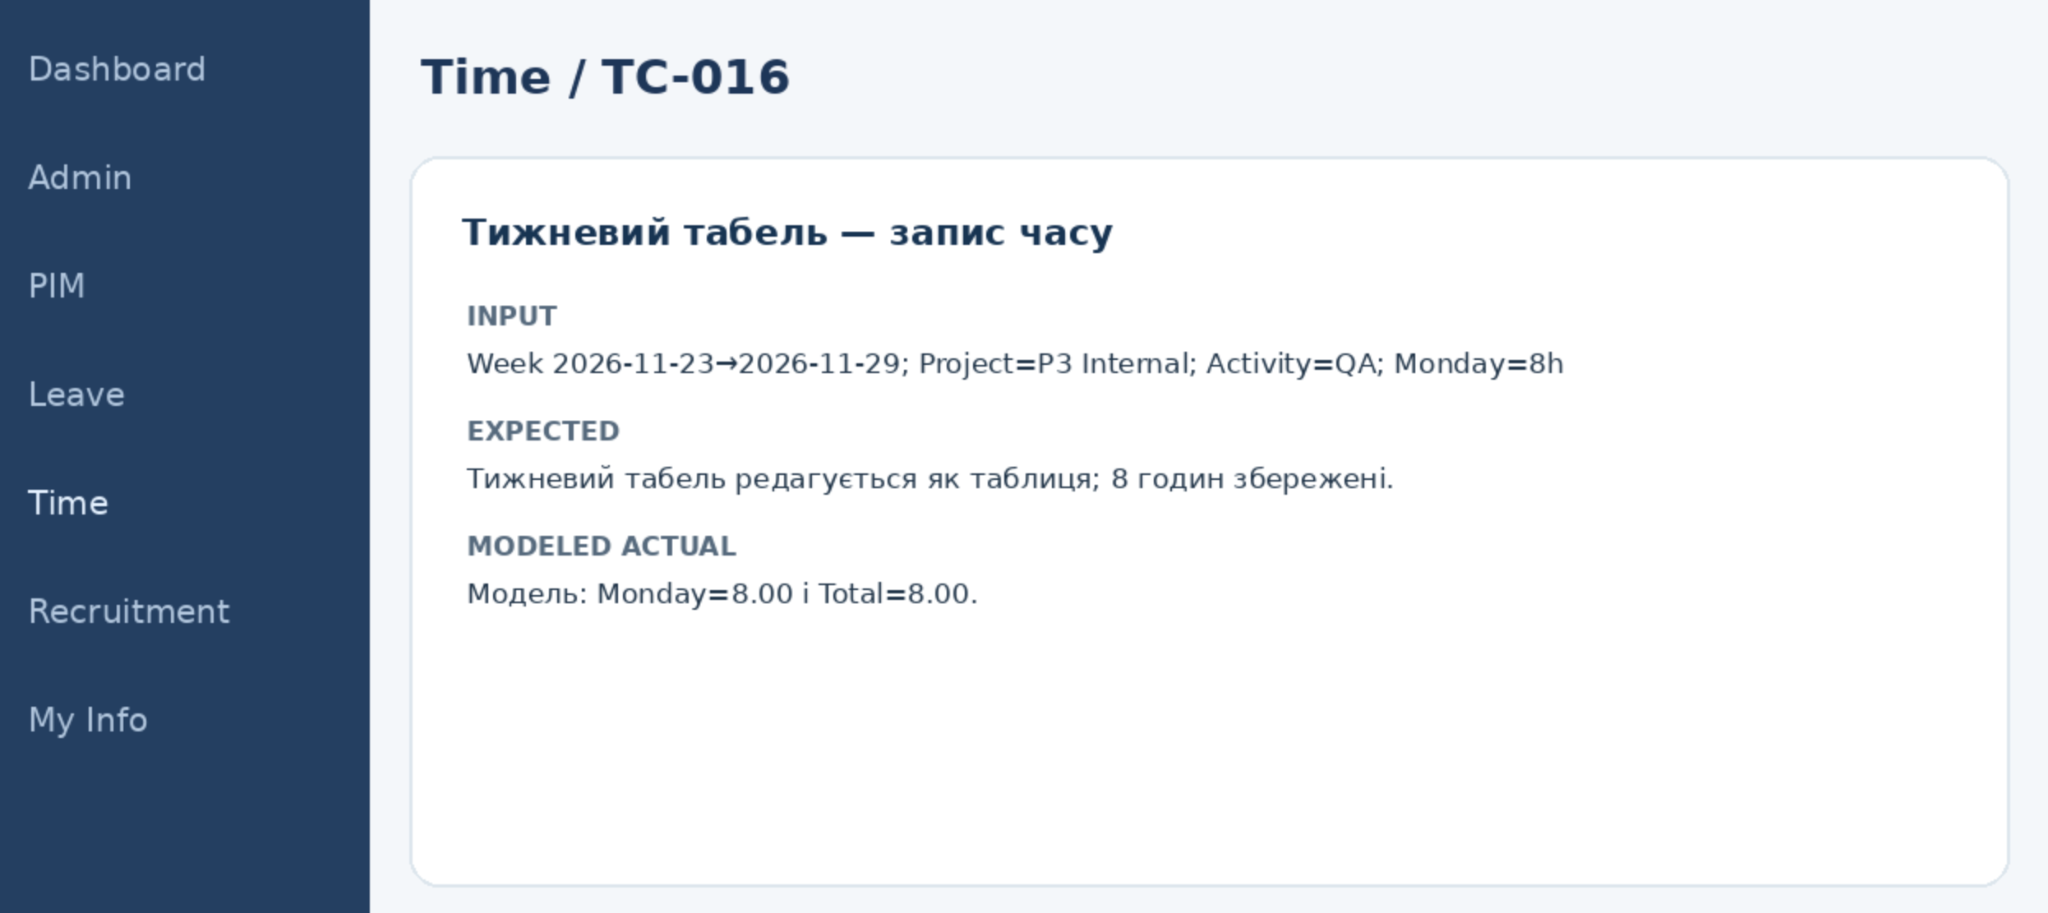 Dashboard
Admin
PIM
Leave
Time
Recruitment
My Info
Time / TC-016
Тижневий табель — запис часу
INPUT
Week 2026-11-23→2026-11-29; Project=P3 Internal; Activity=QA; Monday=8h
EXPECTED
Тижневий табель редагується як таблиця; 8 годин збережені.
MODELED ACTUAL
Модель: Monday=8.00 і Total=8.00.